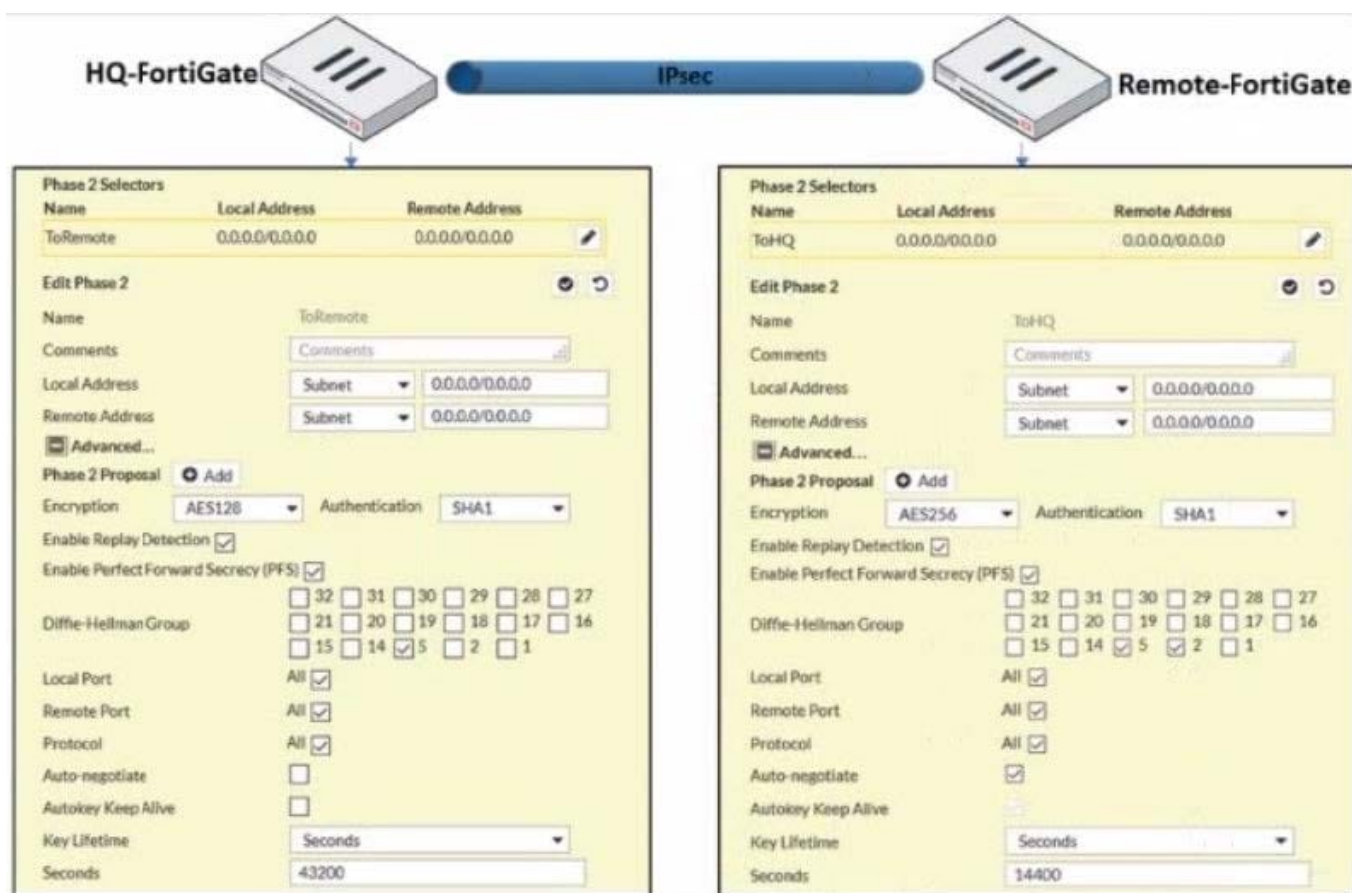 HQ-FortiGate
IPsec
Remote-FortiGate
Phase 2 Selectors
Name Local Address Remote Address
ToRemote 0.0.0.0/0.0.0.0 0.0.0.0/0.0.0.0
Edit Phase 2
Name ToRemote
Comments Comments
Local Address Subnet 0.0.0.0/0.0.0.0
Remote Address Subnet 0.0.0.0/0.0.0.0
Advanced...
Phase 2 Proposal Add
Encryption AES128 Authentication SHA1
Enable Replay Detection
Enable Perfect Forward Secrecy (PFS)
32 31 30 29 28 27
Diffie-Hellman Group 21 20 19 18 17 16
15 14 5 2 1
Local Port All
Remote Port All
Protocol All
Auto-negotiate
Autokey Keep Alive
Key Lifetime Seconds
Seconds 43200
Phase 2 Selectors
Name Local Address Remote Address
ToHQ 0.0.0.0/0.0.0.0 0.0.0.0/0.0.0.0
Edit Phase 2
Name ToHQ
Comments Comments
Local Address Subnet 0.0.0.0/0.0.0.0
Remote Address Subnet 0.0.0.0/0.0.0.0
Advanced...
Phase 2 Proposal Add
Encryption AES256 Authentication SHA1
Enable Replay Detection
Enable Perfect Forward Secrecy (PFS)
32 31 30 29 28 27
Diffie-Hellman Group 21 20 19 18 17 16
15 14 5 2 1
Local Port All
Remote Port All
Protocol All
Auto-negotiate
Autokey Keep Alive
Key Lifetime Seconds
Seconds 14400